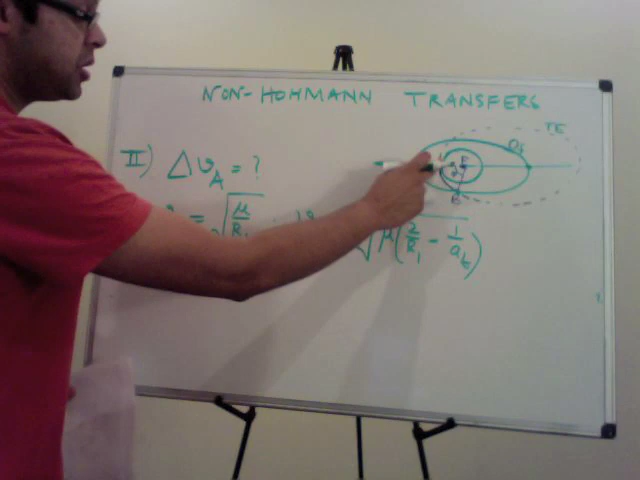 NON-HOHMANN TRANSFERS
TE
II) Δv_A = ?
= √(μ/R₁) √(μ(2/R₁ - 1/a_t))
F
B